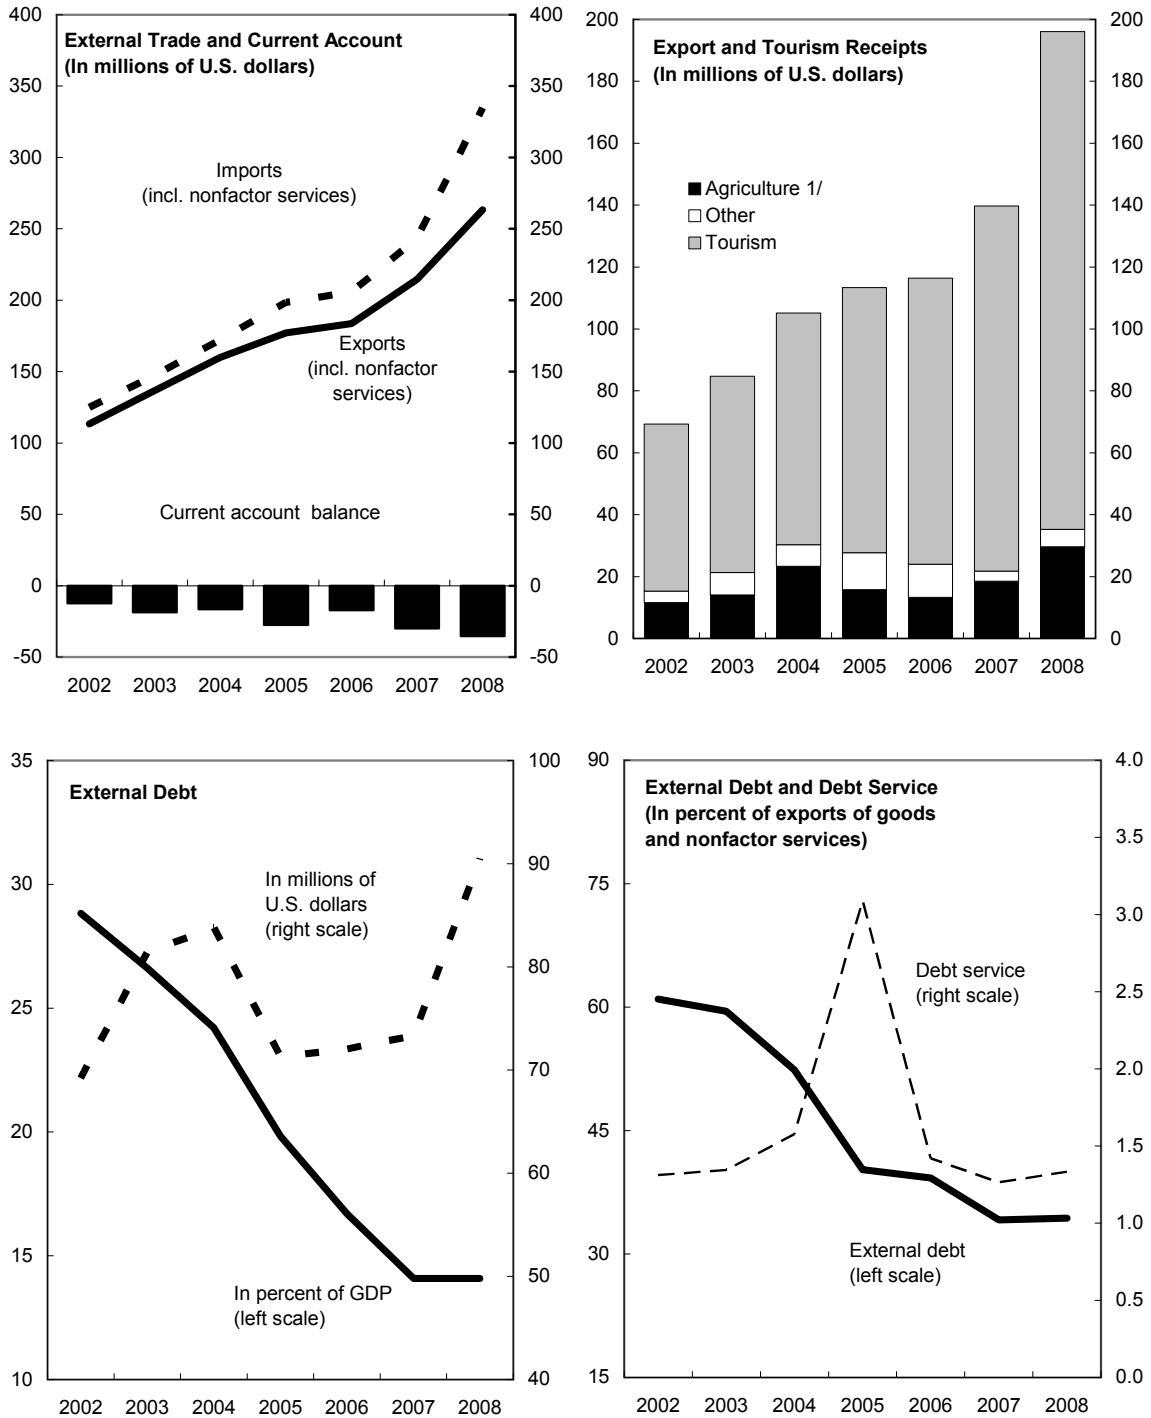 External Trade and Current Account
(In millions of U.S. dollars)
400
350
300
250
200
150
100
50
0
-50
400
350
300
250
200
150
100
50
0
-50
Imports
(incl. nonfactor services)
Exports
(incl. nonfactor
services)
Current account balance
2002 2003 2004 2005 2006 2007 2008
Export and Tourism Receipts
(In millions of U.S. dollars)
200
180
160
140
120
100
80
60
40
20
0
200
180
160
140
120
100
80
60
40
20
0
Agriculture 1/
Other
Tourism
2002 2003 2004 2005 2006 2007 2008
External Debt
35
30
25
20
15
10
100
90
80
70
60
50
40
In millions of
U.S. dollars
(right scale)
In percent of GDP
(left scale)
2002 2003 2004 2005 2006 2007 2008
External Debt and Debt Service
(In percent of exports of goods
and nonfactor services)
90
75
60
45
30
15
4.0
3.5
3.0
2.5
2.0
1.5
1.0
0.5
0.0
Debt service
(right scale)
External debt
(left scale)
2002 2003 2004 2005 2006 2007 2008